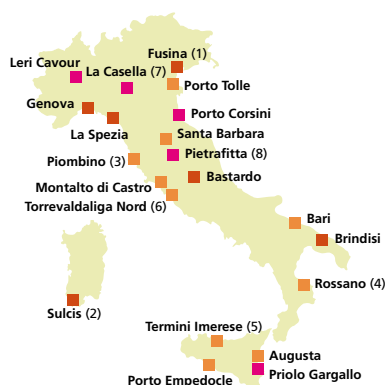 Fusina (1)
Leri Cavour
La Casella (7)
Porto Tolle
Genova
Porto Corsini
La Spezia
Santa Barbara
Piombino (3)
Pietrafitta (8)
Bastardo
Montalto di Castro
Torrevaldaliga Nord (6)
Bari
Brindisi
Rossano (4)
Sulcis (2)
Termini Imerese (5)
Augusta
Priolo Gargallo
Porto Empedocle